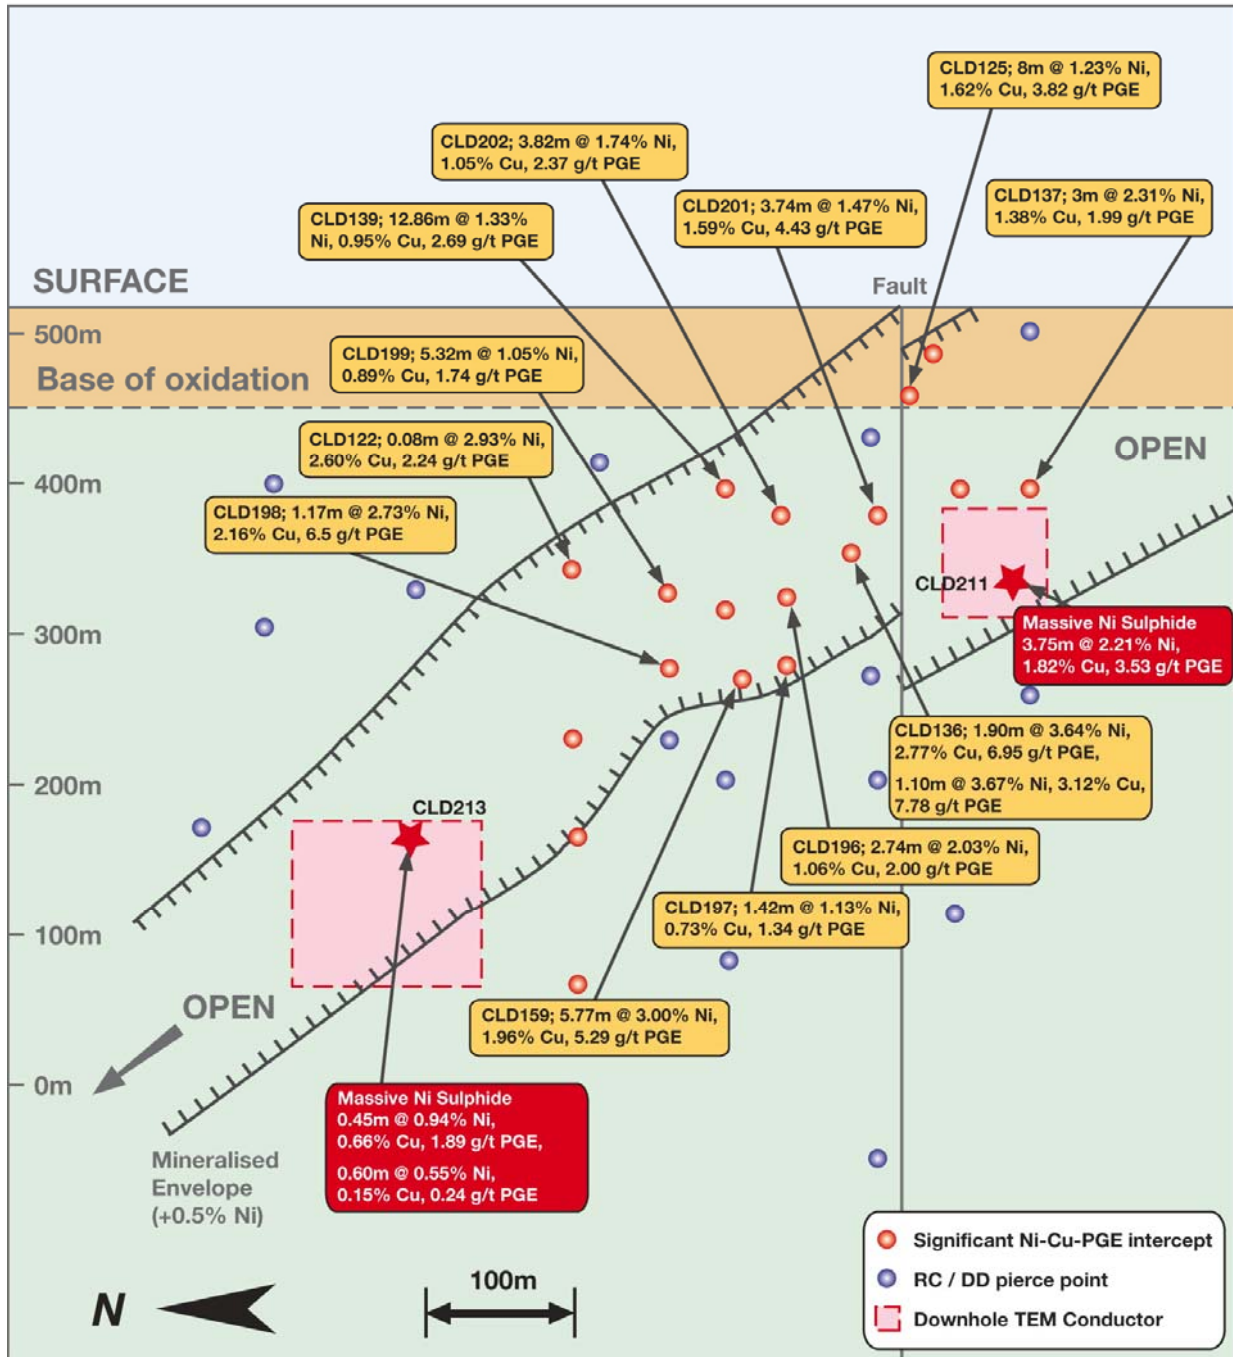 CLD125; 8m @ 1.23% Ni,
1.62% Cu, 3.82 g/t PGE
CLD202; 3.82m @ 1.74% Ni,
1.05% Cu, 2.37 g/t PGE
CLD201; 3.74m @ 1.47% Ni,
1.59% Cu, 4.43 g/t PGE
CLD137; 3m @ 2.31% Ni,
1.38% Cu, 1.99 g/t PGE
CLD139; 12.86m @ 1.33%
Ni, 0.95% Cu, 2.69 g/t PGE
SURFACE
Fault
500m
Base of oxidation
CLD199; 5.32m @ 1.05% Ni,
0.89% Cu, 1.74 g/t PGE
CLD122; 0.08m @ 2.93% Ni,
2.60% Cu, 2.24 g/t PGE
OPEN
400m
CLD198; 1.17m @ 2.73% Ni,
2.16% Cu, 6.5 g/t PGE
CLD211
Massive Ni Sulphide
3.75m @ 2.21% Ni,
1.82% Cu, 3.53 g/t PGE
300m
CLD136; 1.90m @ 3.64% Ni,
2.77% Cu, 6.95 g/t PGE,
1.10m @ 3.67% Ni, 3.12% Cu,
7.78 g/t PGE
200m
CLD213
CLD196; 2.74m @ 2.03% Ni,
1.06% Cu, 2.00 g/t PGE
CLD197; 1.42m @ 1.13% Ni,
0.73% Cu, 1.34 g/t PGE
100m
OPEN
CLD159; 5.77m @ 3.00% Ni,
1.96% Cu, 5.29 g/t PGE
0m
Massive Ni Sulphide
0.45m @ 0.94% Ni,
0.66% Cu, 1.89 g/t PGE,
0.60m @ 0.55% Ni,
0.15% Cu, 0.24 g/t PGE
Mineralised
Envelope
(+0.5% Ni)
N
100m
Significant Ni-Cu-PGE intercept
RC / DD pierce point
Downhole TEM Conductor